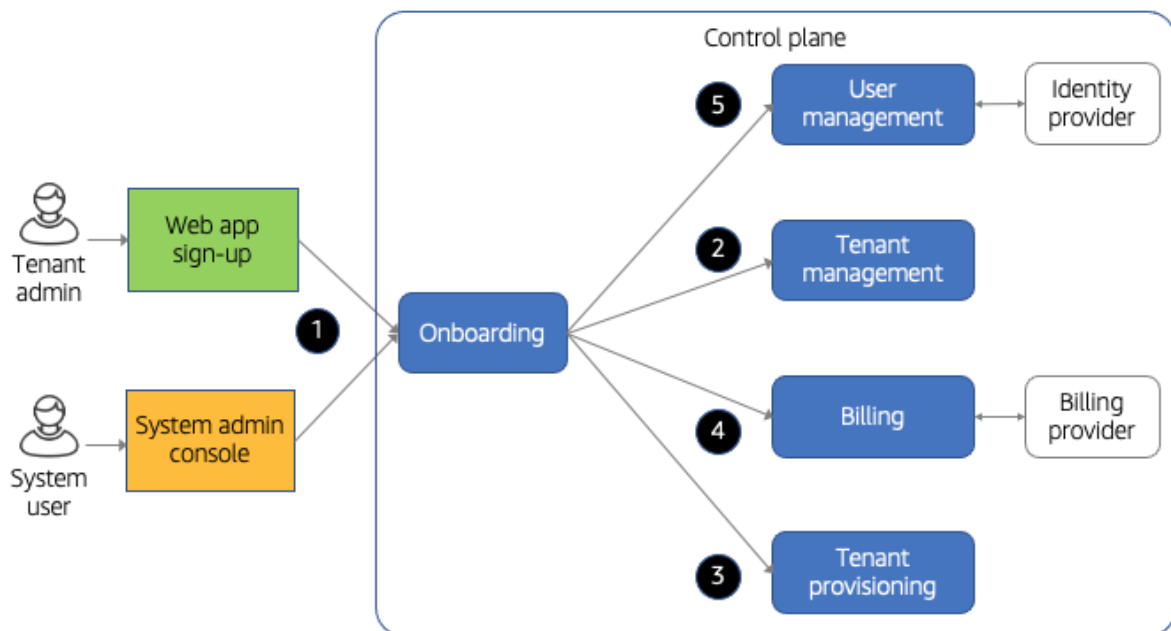 Control plane
5
User
management
Identity
provider
Web app
sign-up
Tenant
admin
2
Tenant
management
1
Onboarding
System admin
console
System
user
4
Billing
Billing
provider
3
Tenant
provisioning